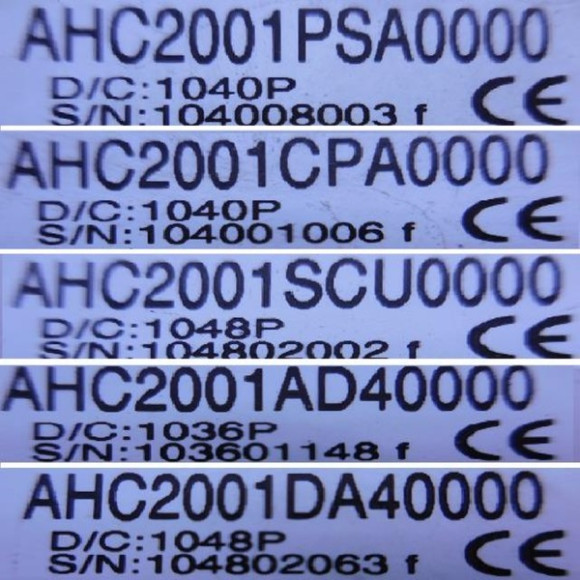 AHC2001PSA0000
D/C:1040P
S/N:104008003 f CE
AHC2001CPA0000
D/C:1040P
S/N:104001006 f CE
AHC2001SCU0000
D/C:1048P
S/N:104802002 f CE
AHC2001AD40000
D/C:1036P
S/N:103601148 f CE
AHC2001DA40000
D/C:1048P
S/N:104802063 f CE